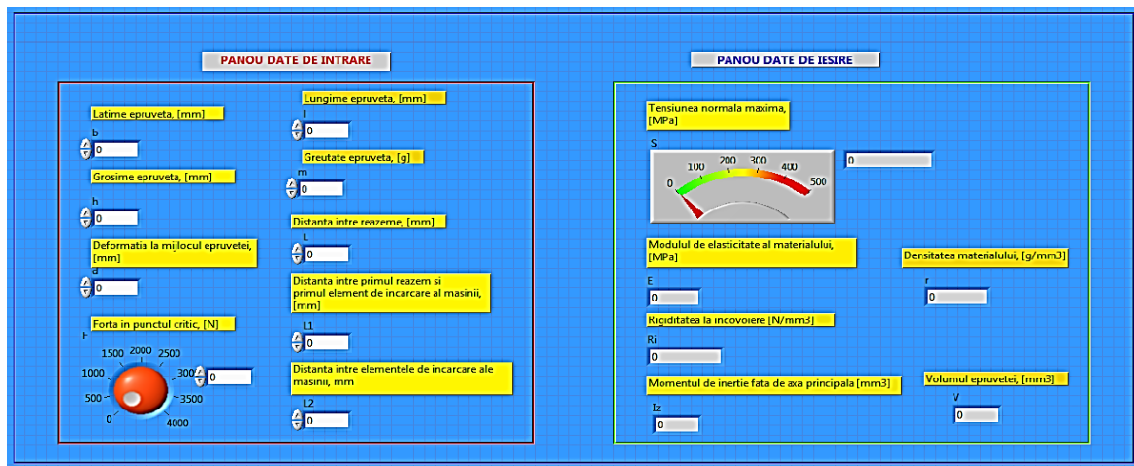 PANOU DATE DE INTRARE
Latime epruveta, [mm]
b
0
Grosime epruveta, [mm]
h
0
Deformatia la mijlocul epruvetei,
[mm]
d
0
Forta in punctul critic, [N]
F
0
500
1000
1500
2000
2500
300
3500
4000
0
Lungime epruveta, [mm]
l
0
Greutate epruveta, [g]
m
0
Distanta intre reazeme, [mm]
L
0
Distanta intre primul reazem si
primul element de incarcare al masinii,
[mm]
L1
0
Distanta intre elementele de incarcare ale
masinii, mm
L2
0
PANOU DATE DE IESIRE
Tensiunea normala maxima,
[MPa]
S
0
100
200
300
400
500
0
Modulul de elasticitate al materialului,
[MPa]
E
0
Rigiditatea la incovoiere [N/mm3]
Ri
0
Momentul de inertie fata de axa principala [mm3]
Iz
0
Densitatea materialului, [g/mm3]
r
0
Volumul epruvetei, [mm3]
V
0